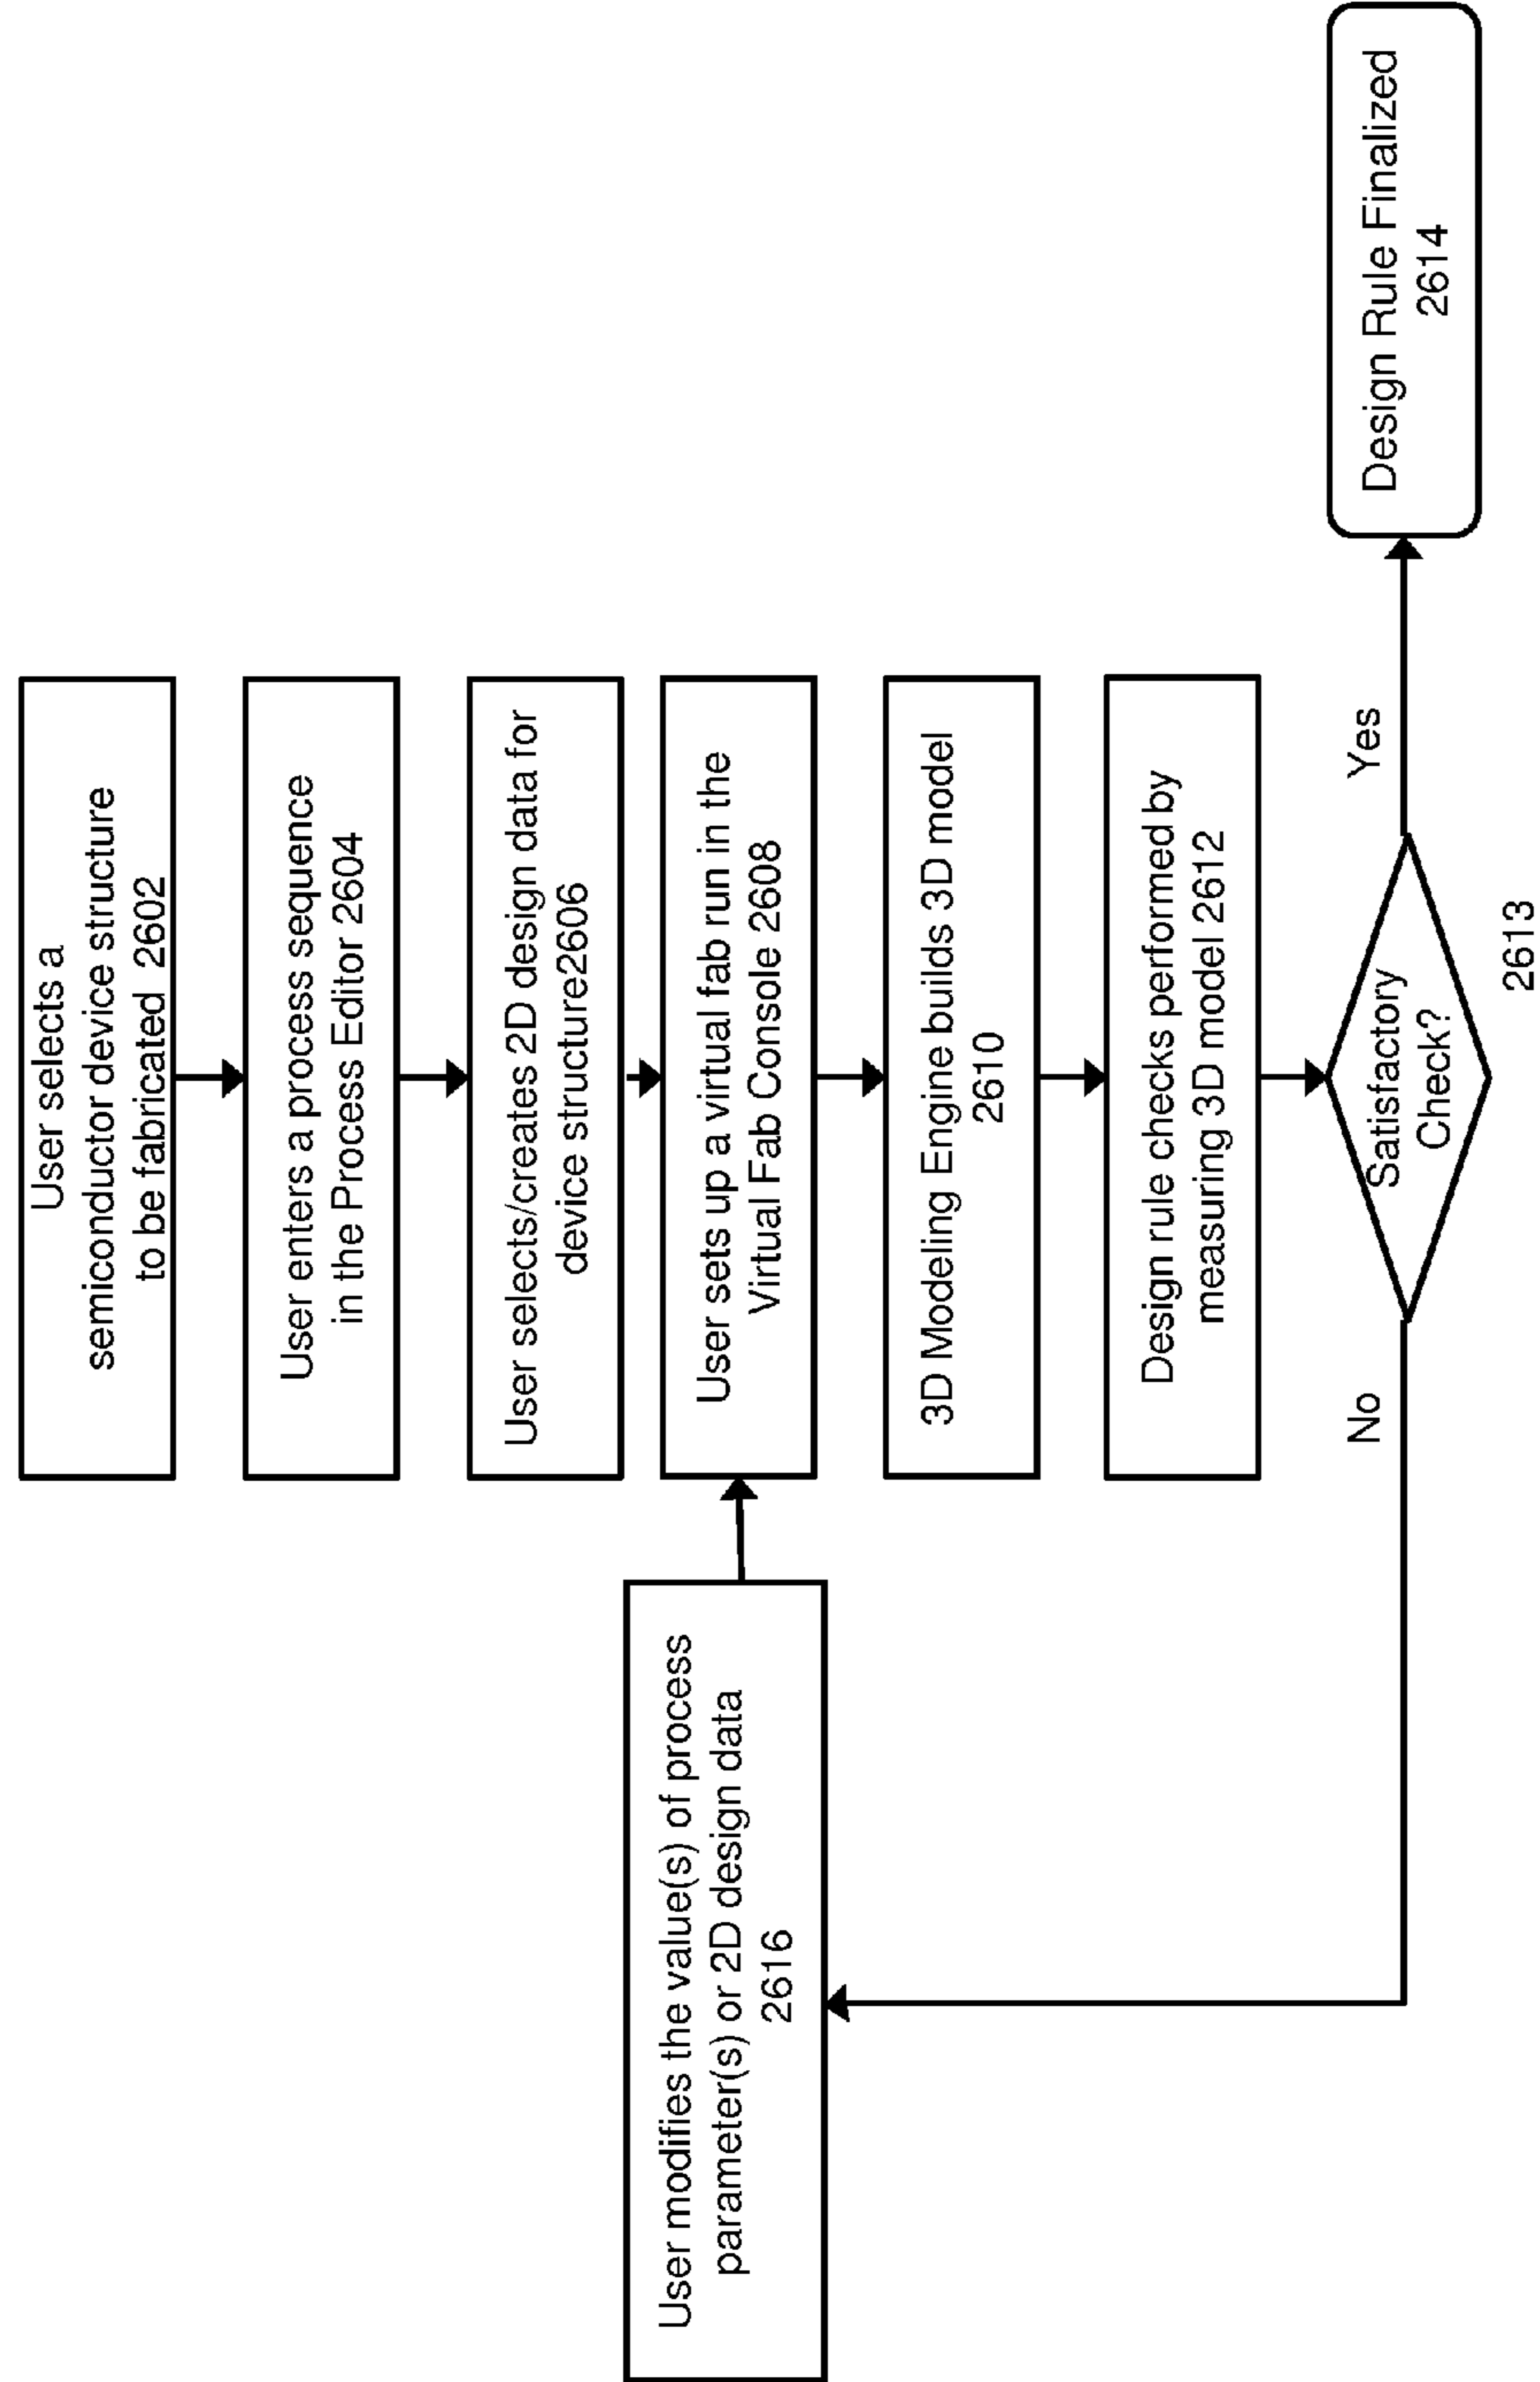 User selects a
semiconductor device structure
to be fabricated 2602
User enters a process sequence
in the Process Editor 2604
User selects/creates 2D design data for
device structure2606
User sets up a virtual fab run in the
Virtual Fab Console 2608
3D Modeling Engine builds 3D model
2610
Design rule checks performed by
measuring 3D model 2612
Satisfactory
Check?
2613
Yes
Design Rule Finalized
2614
No
User modifies the value(s) of process
parameter(s) or 2D design data
2616